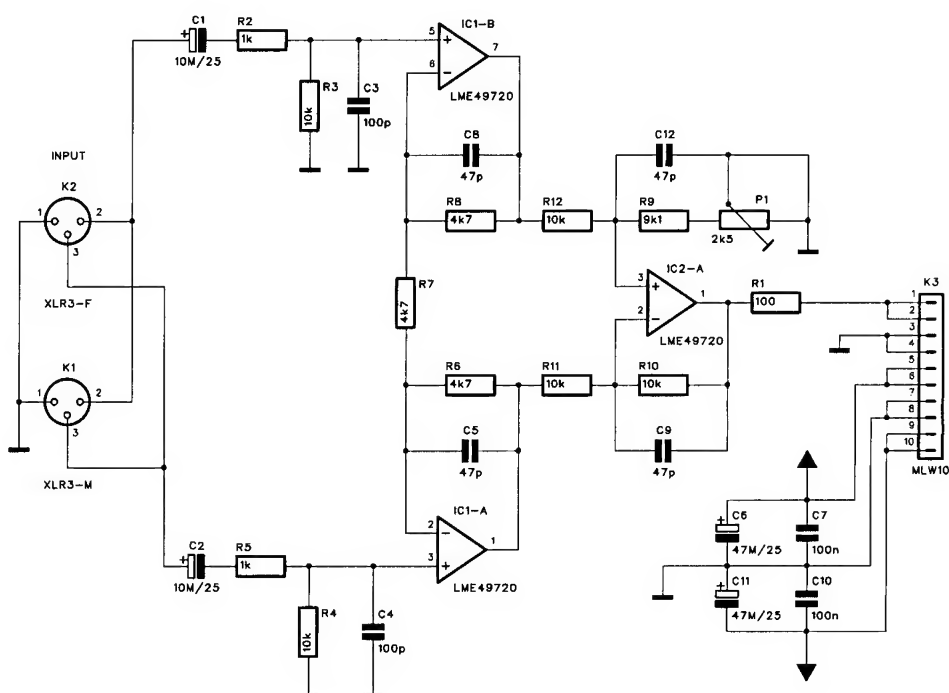 C1
10M/25
R2
1k
R3
10k
C3
100p
IC1-B
5
6
7
LME49720
C8
47p
R8
4k7
R12
10k
C12
47p
R9
9k1
P1
2k5
INPUT
K2
1
2
3
XLR3-F
K1
1
2
3
XLR3-M
R7
4k7
IC2-A
3
2
1
LME49720
R1
100
K3
1
2
3
4
5
6
7
8
9
10
MLW10
R6
4k7
R11
10k
R10
10k
C5
47p
C9
47p
IC1-A
2
3
1
LME49720
C2
10M/25
R5
1k
R4
10k
C4
100p
C6
47M/25
C7
100n
C11
47M/25
C10
100n